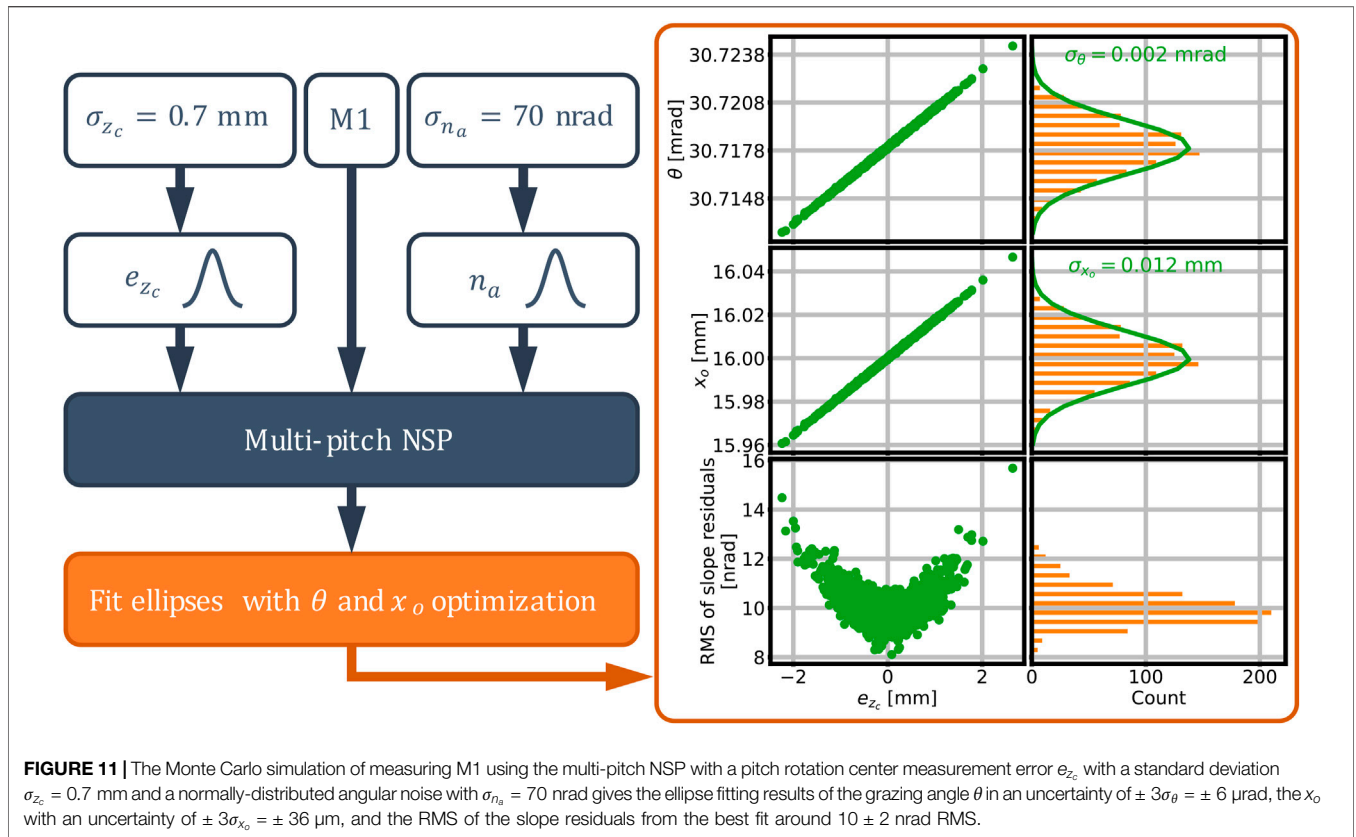 σ_{z_c} = 0.7 mm
M1
σ_{n_a} = 70 nrad
e_{z_c}
n_a
Multi-pitch NSP
Fit ellipses with θ and x_o optimization
θ [mrad]
30.7238
30.7208
30.7178
30.7148
σ_θ = 0.002 mrad
x_o [mm]
16.04
16.02
16.00
15.98
15.96
σ_{x_o} = 0.012 mm
RMS of slope residuals
[nrad]
16
14
12
10
8
−2
0
2
e_{z_c} [mm]
0
100
200
Count
FIGURE 11 | The Monte Carlo simulation of measuring M1 using the multi-pitch NSP with a pitch rotation center measurement error e_{z_c} with a standard deviation
σ_{z_c} = 0.7 mm and a normally-distributed angular noise with σ_{n_a} = 70 nrad gives the ellipse fitting results of the grazing angle θ in an uncertainty of ± 3σ_θ = ± 6 μrad, the x_o
with an uncertainty of ± 3σ_{x_o} = ± 36 μm, and the RMS of the slope residuals from the best fit around 10 ± 2 nrad RMS.